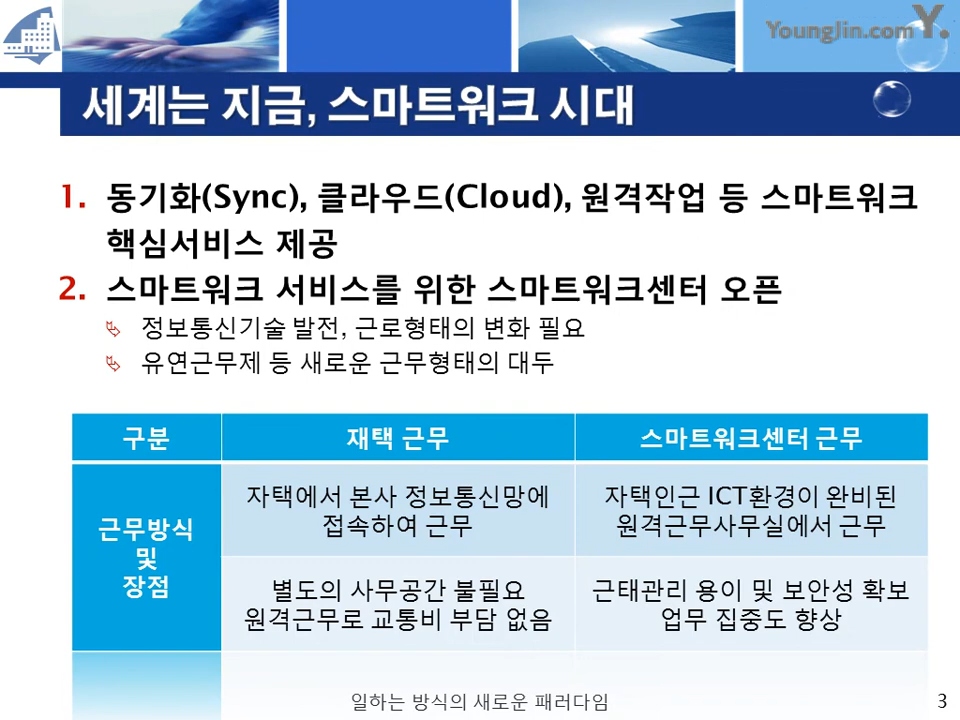 YoungJin.com Y.
세계는 지금, 스마트워크 시대
1. 동기화(Sync), 클라우드(Cloud), 원격작업 등 스마트워크
핵심서비스 제공
2. 스마트워크 서비스를 위한 스마트워크센터 오픈
정보통신기술 발전, 근로형태의 변화 필요
유연근무제 등 새로운 근무형태의 대두
구분 재택 근무 스마트워크센터 근무
근무방식
및
장점
자택에서 본사 정보통신망에
접속하여 근무
자택인근 ICT환경이 완비된
원격근무사무실에서 근무
별도의 사무공간 불필요
원격근무로 교통비 부담 없음
근태관리 용이 및 보안성 확보
업무 집중도 향상
일하는 방식의 새로운 패러다임
3